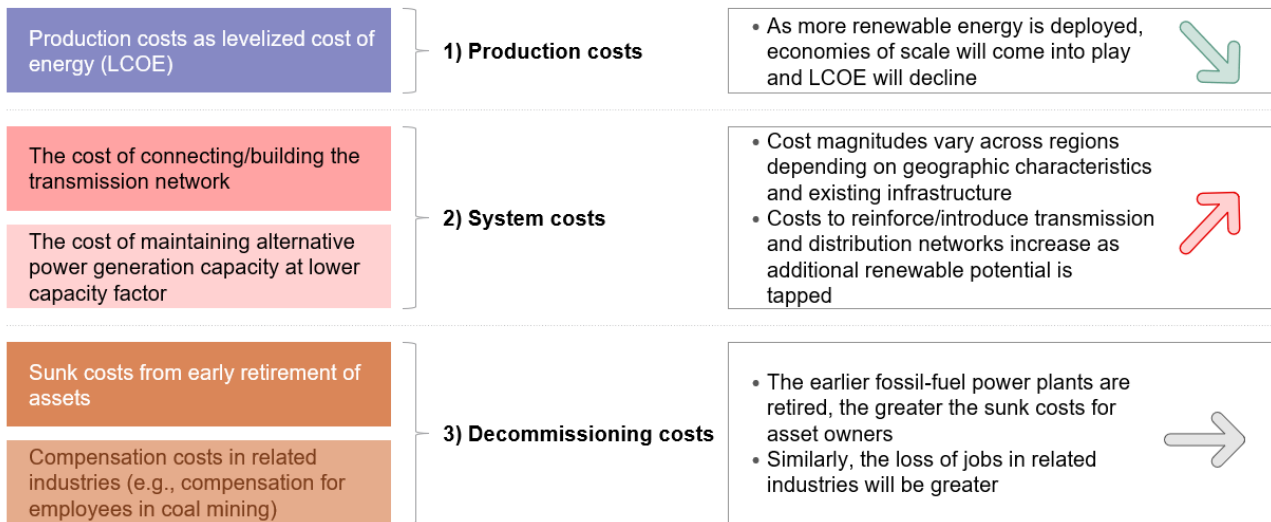 Production costs as levelized cost of
energy (LCOE)
1) Production costs
• As more renewable energy is deployed,
economies of scale will come into play
and LCOE will decline
The cost of connecting/building the
transmission network
The cost of maintaining alternative
power generation capacity at lower
capacity factor
2) System costs
• Cost magnitudes vary across regions
depending on geographic characteristics
and existing infrastructure
• Costs to reinforce/introduce transmission
and distribution networks increase as
additional renewable potential is
tapped
Sunk costs from early retirement of
assets
Compensation costs in related
industries (e.g., compensation for
employees in coal mining)
3) Decommissioning costs
• The earlier fossil-fuel power plants are
retired, the greater the sunk costs for
asset owners
• Similarly, the loss of jobs in related
industries will be greater